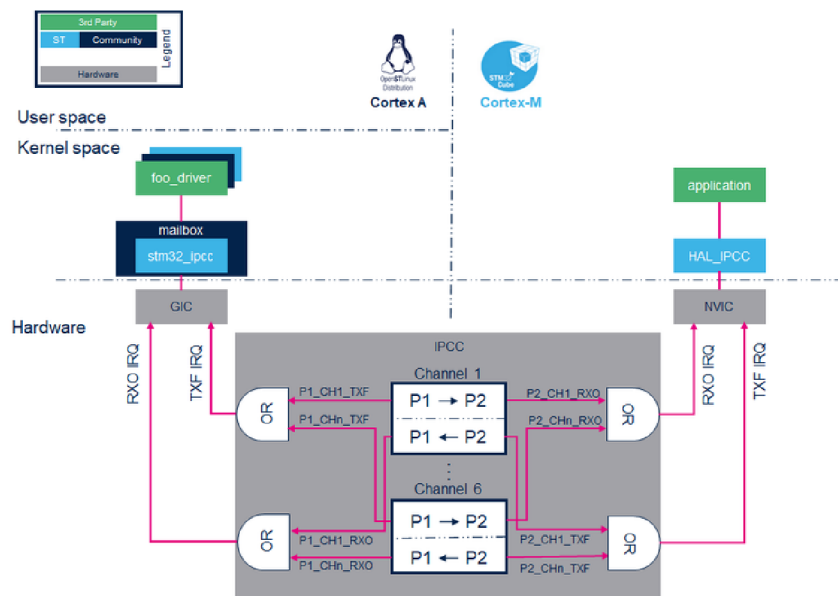 3rd Party
ST
Community
Legend
Hardware
OpenSTLinux
Distribution
Cortex A
STM32
Cube
Cortex-M
User space
Kernel space
foo_driver
mailbox
stm32_ipcc
application
HAL_IPCC
GIC
NVIC
Hardware
RXO IRQ
TXF IRQ
RXO IRQ
TXF IRQ
IPCC
Channel 1
P1_CH1_TXF
P1 → P2
P2_CH1_RXO
OR
OR
P1_CHn_TXF
P1 ← P2
P2_CHn_RXO
Channel 6
P1 → P2
OR
OR
P1_CH1_RXO
P2_CH1_TXF
P1 ← P2
P1_CHn_RXO
P2_CHn_TXF